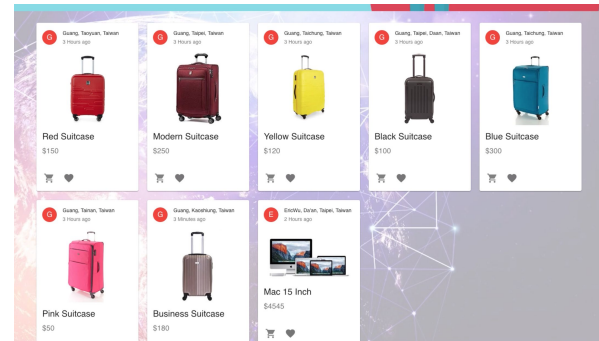 G Guang, Taoyuan, Taiwan
3 Hours ago
Red Suitcase
$150
G Guang, Taipei, Taiwan
3 Hours ago
Modern Suitcase
$250
G Guang, Taichung, Taiwan
3 Hours ago
Yellow Suitcase
$120
G Guang, Taipei, Daan, Taiwan
3 Hours ago
Black Suitcase
$100
G Guang, Taichung, Taiwan
3 Hours ago
Blue Suitcase
$300
G Guang, Tainan, Taiwan
3 Hours ago
Pink Suitcase
$50
G Guang, Kaoshiung, Taiwan
3 Minutes ago
Business Suitcase
$180
E EricWu, Da'an, Taipei, Taiwan
2 Hours ago
Mac 15 Inch
$4545